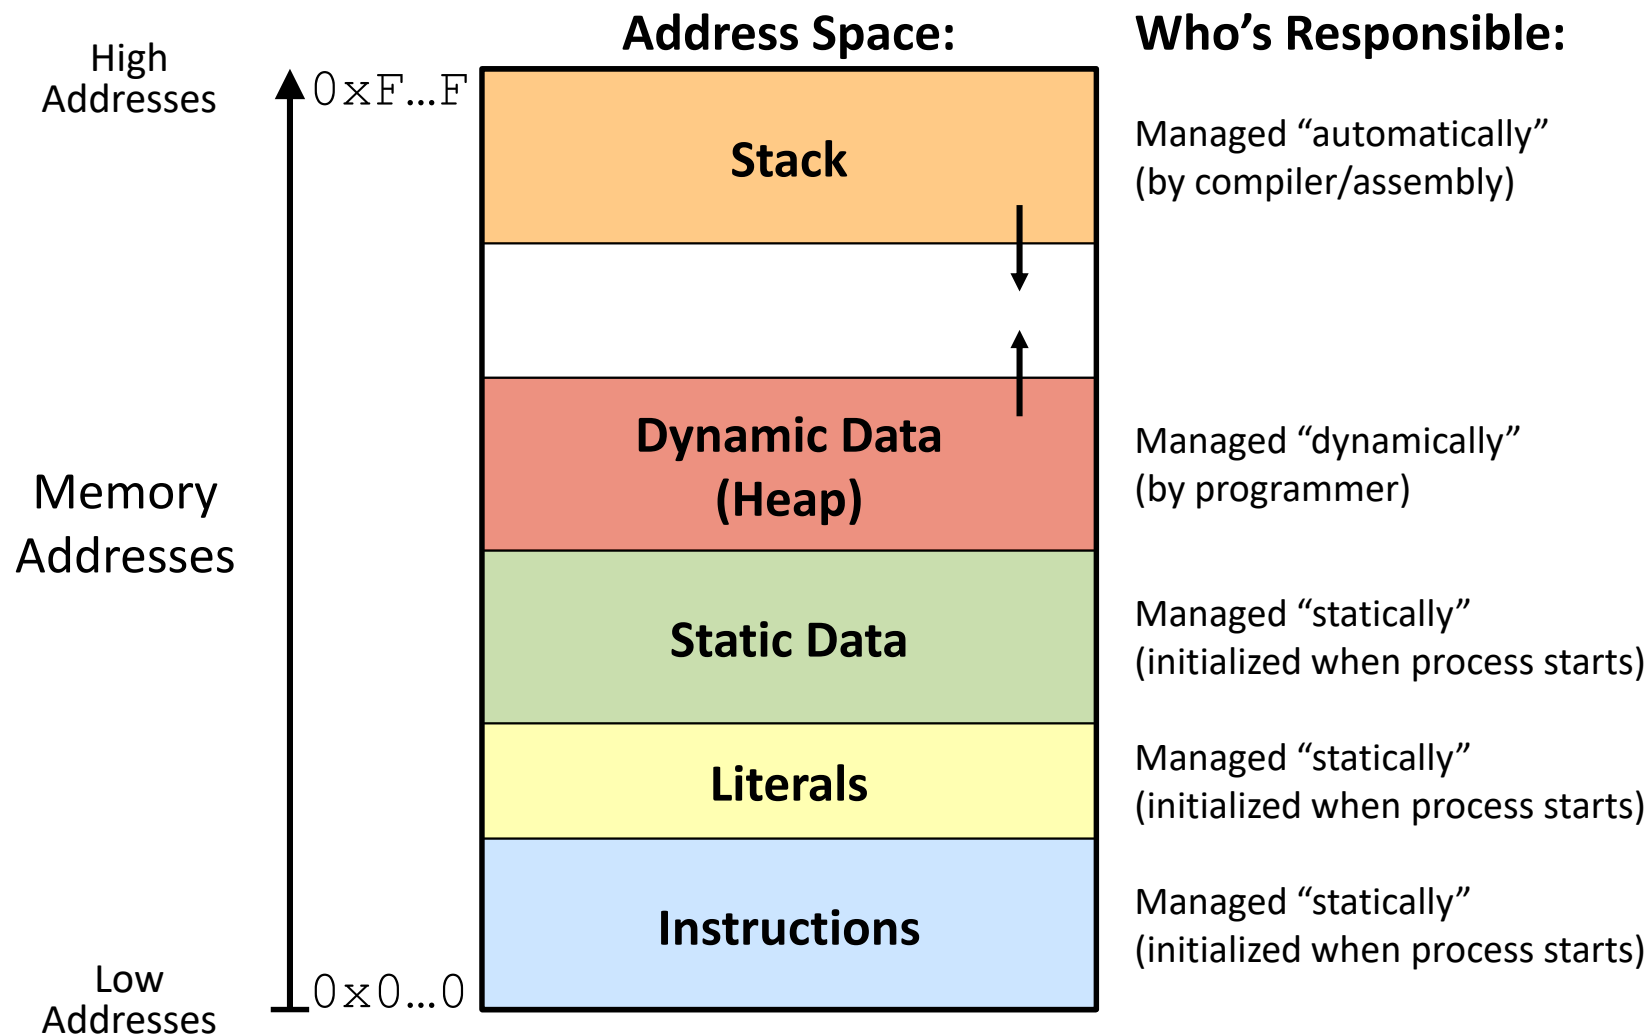 Address Space:
Who’s Responsible:
High
Addresses
0xF…F
Stack
Managed “automatically”
(by compiler/assembly)
Dynamic Data
(Heap)
Managed “dynamically”
(by programmer)
Memory
Addresses
Static Data
Managed “statically”
(initialized when process starts)
Literals
Managed “statically”
(initialized when process starts)
Instructions
Managed “statically”
(initialized when process starts)
Low
Addresses
0x0…0